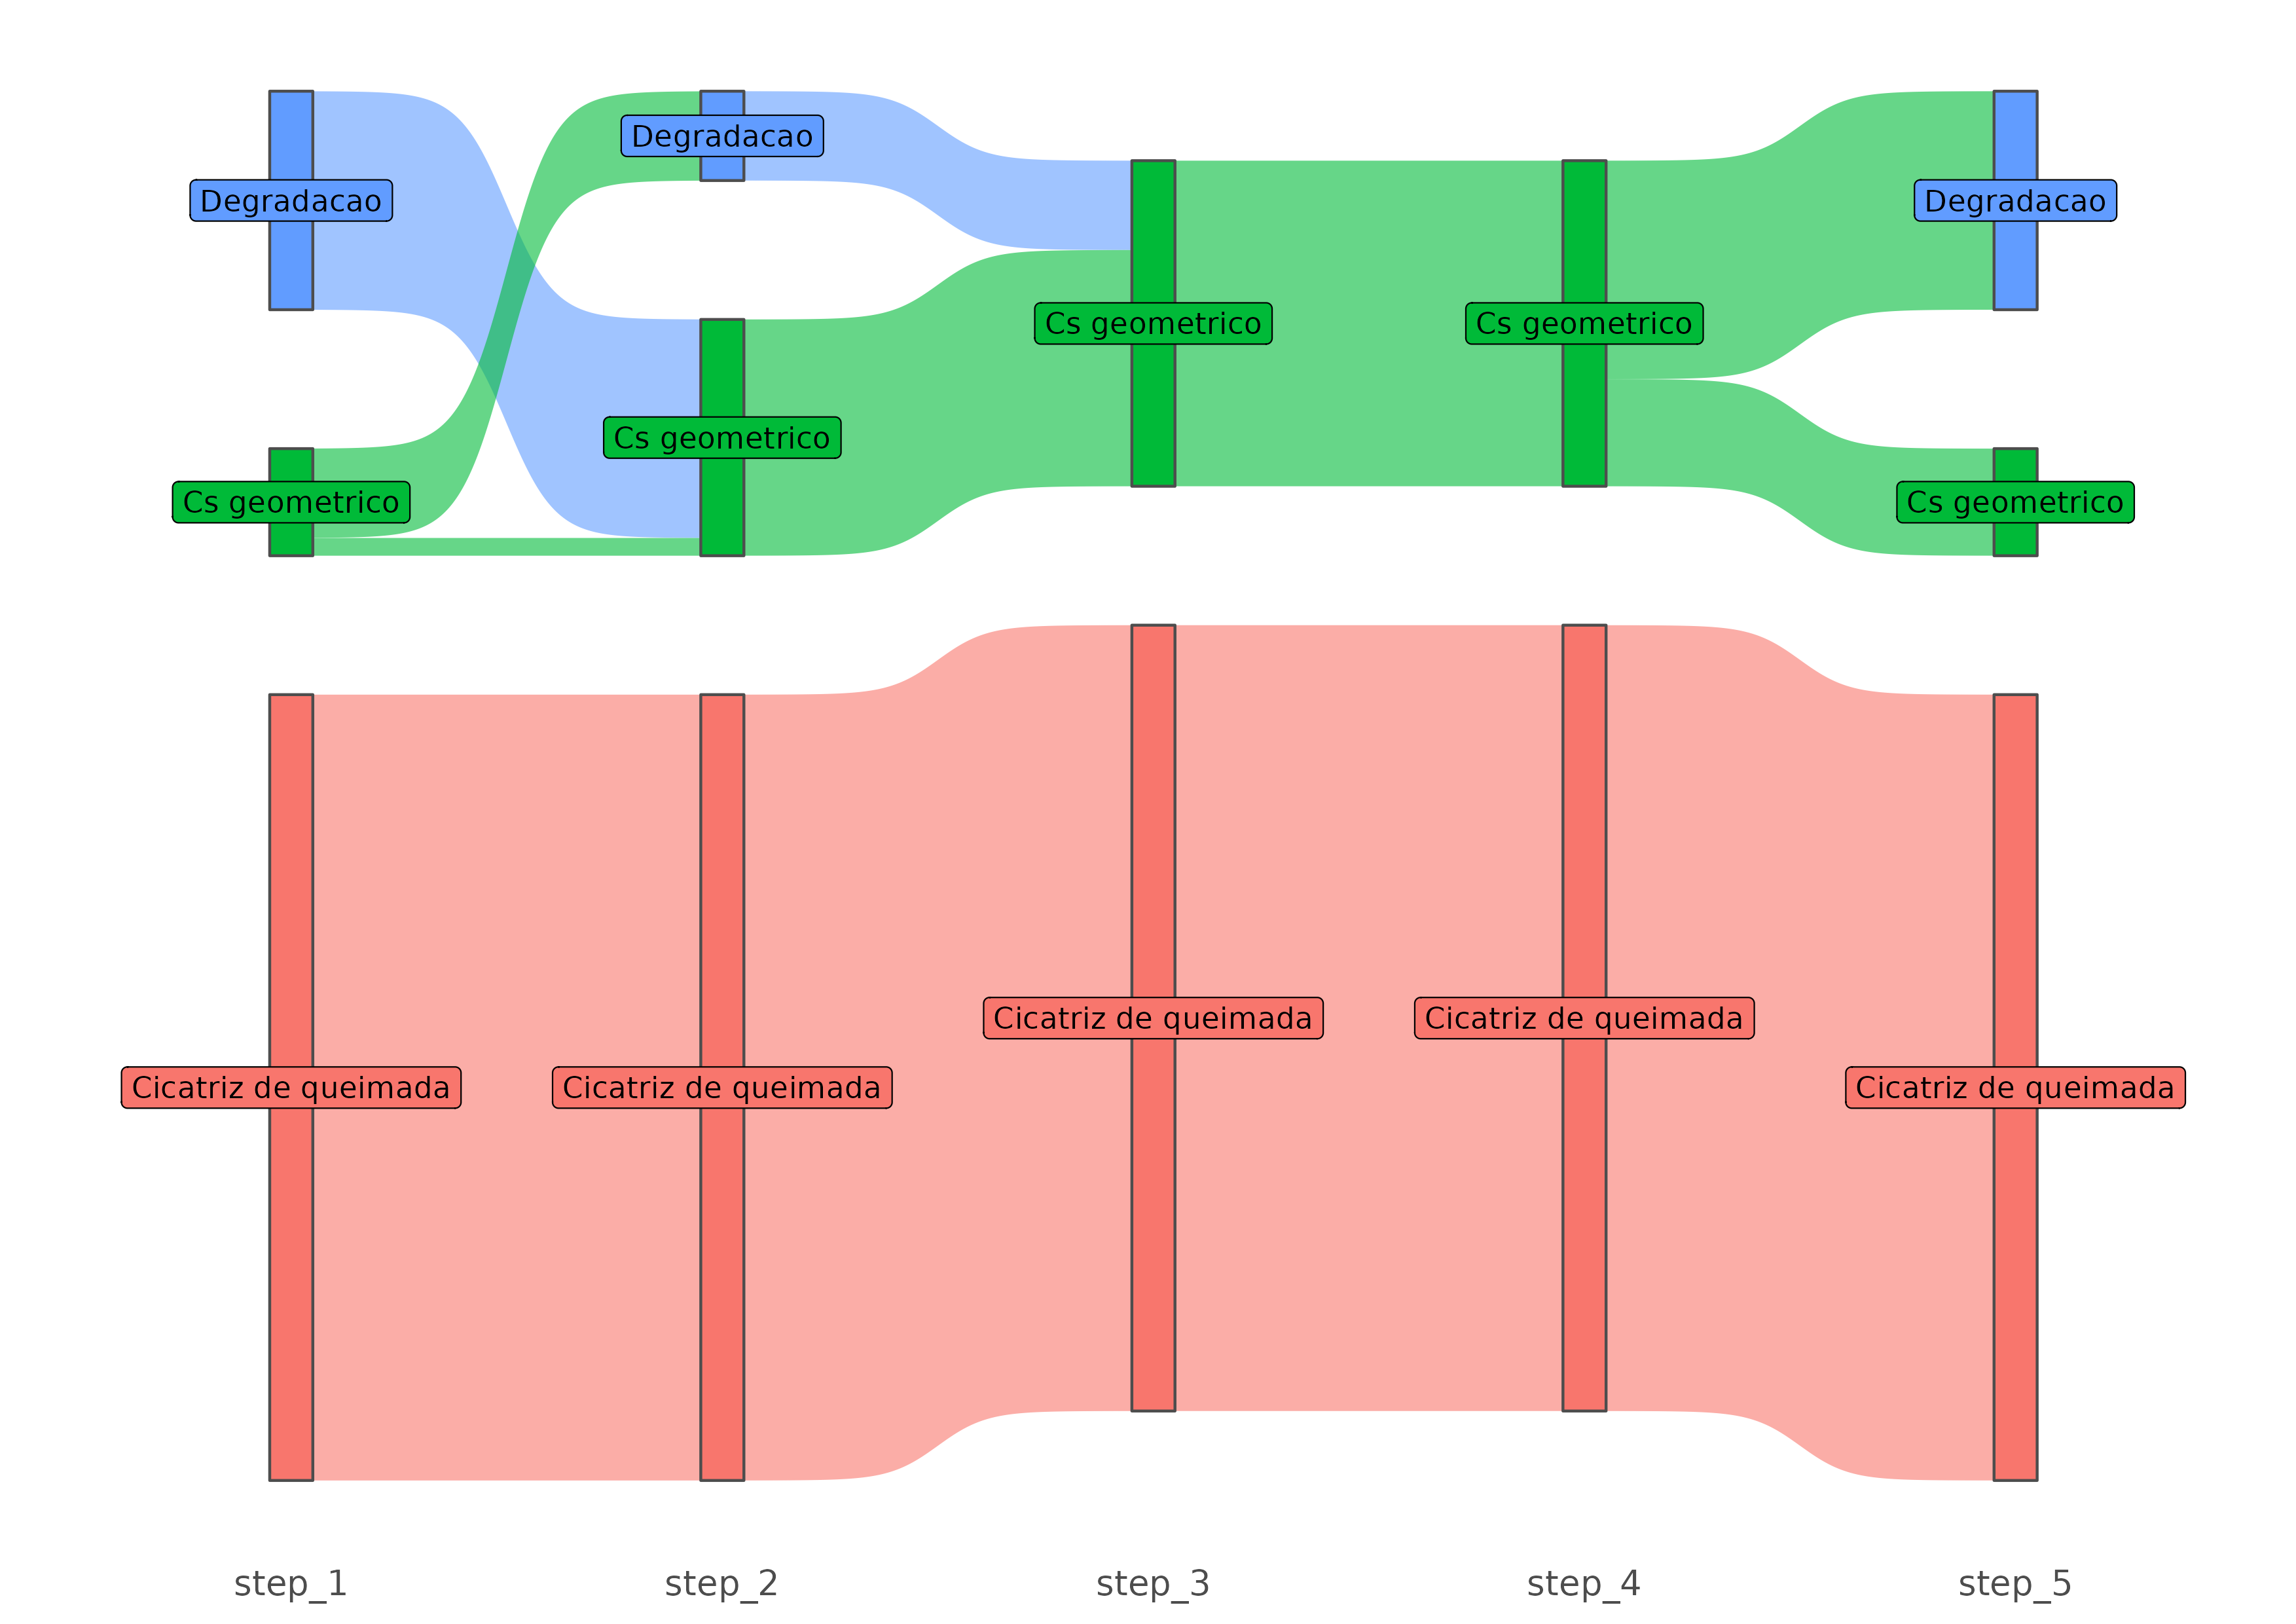 Degradacao
Degradacao
Degradacao
Cs geometrico
Cs geometrico
Cs geometrico
Cs geometrico
Cs geometrico
Cicatriz de queimada
Cicatriz de queimada
Cicatriz de queimada
Cicatriz de queimada
Cicatriz de queimada
step_1
step_2
step_3
step_4
step_5